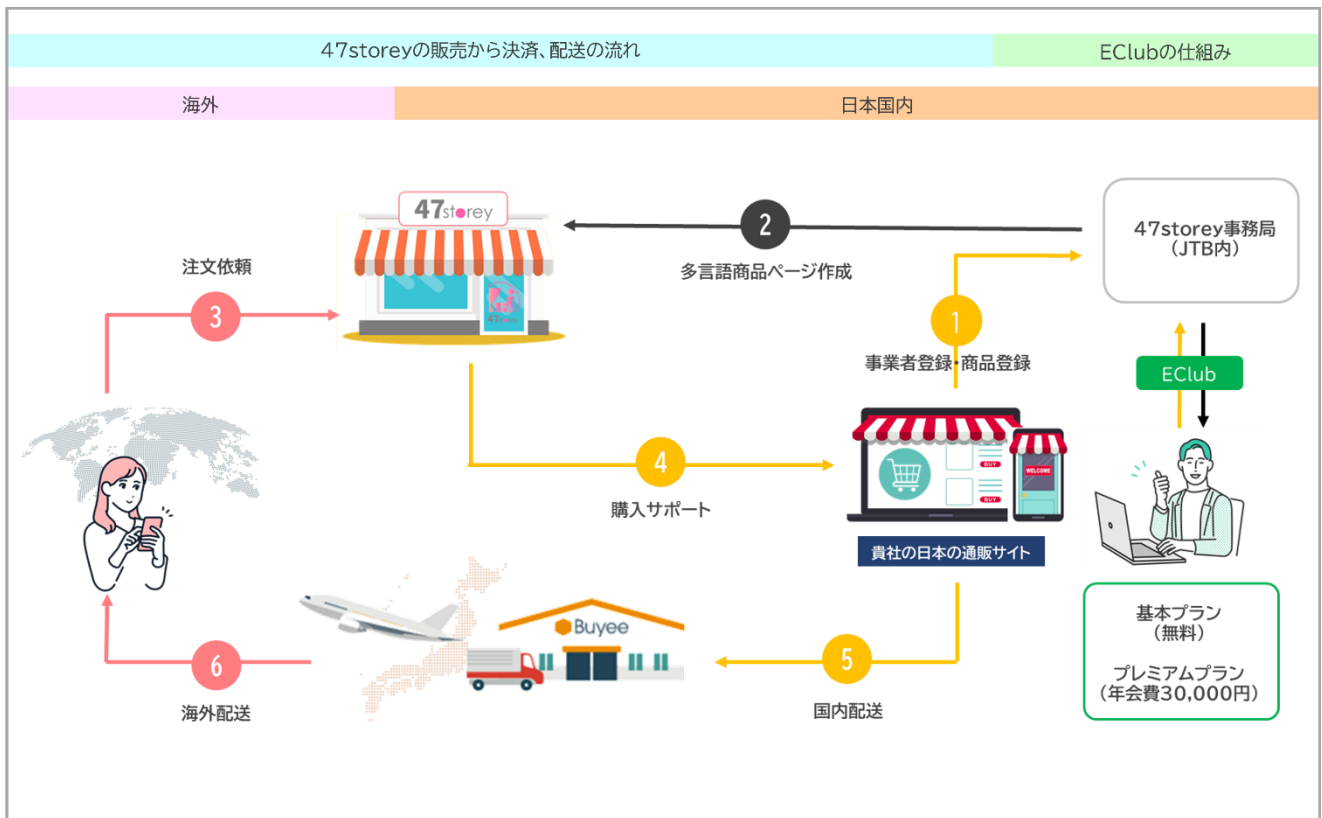 47storeyの販売から決済、配送の流れ
EClubの仕組み
海外
日本国内
47storey
2
多言語商品ページ作成
47storey事務局
（JTB内）
注文依頼
3
1
事業者登録・商品登録
EClub
4
購入サポート
BUY
BUY
WELCOME
貴社の日本の通販サイト
基本プラン
（無料）
プレミアムプラン
（年会費30,000円）
Buyee
5
国内配送
6
海外配送